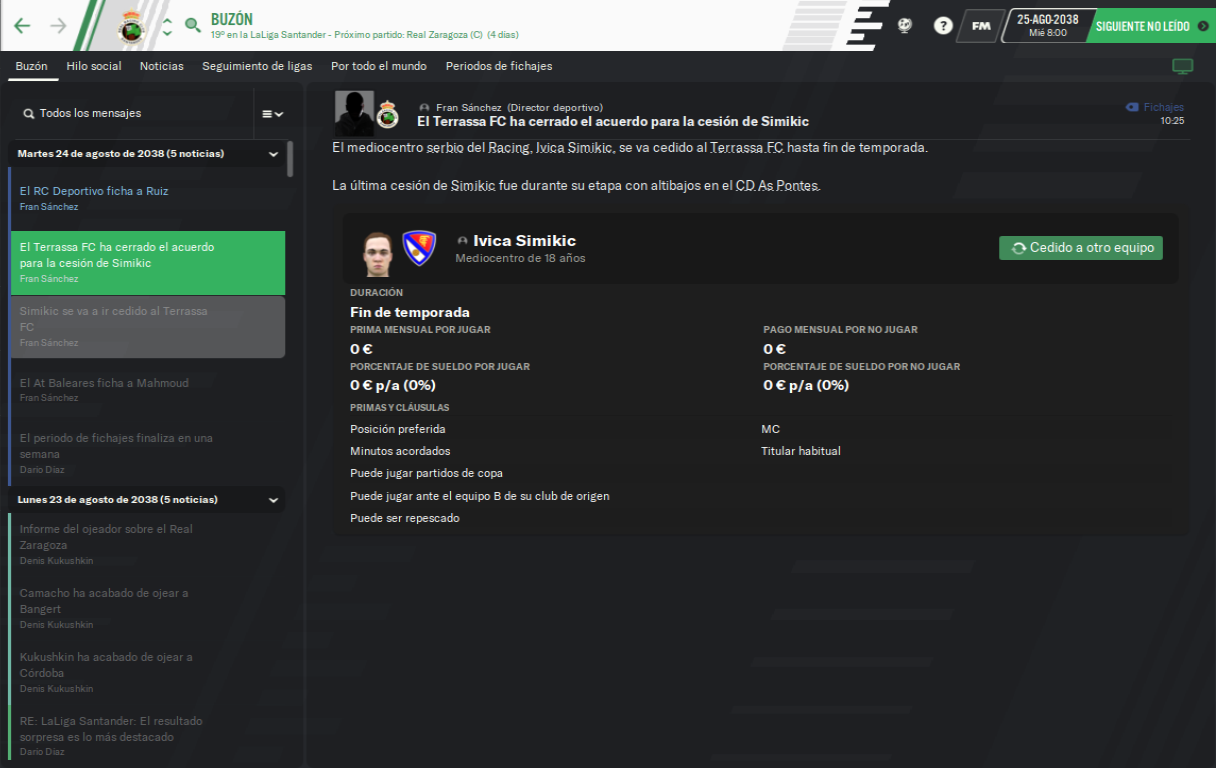 BUZÓN
19º en la LaLiga Santander - Próximo partido: Real Zaragoza (C) (4 días)
?
FM
25-AGO-2038
Mié 8:00
SIGUIENTE NO LEÍDO
Buzón Hilo social Noticias Seguimiento de ligas Por todo el mundo Periodos de fichajes
Todos los mensajes
Martes 24 de agosto de 2038 (5 noticias)
El RC Deportivo ficha a Ruiz
Fran Sánchez
El Terrassa FC ha cerrado el acuerdo
para la cesión de Simikic
Fran Sánchez
Simikic se va a ir cedido al Terrassa
FC
Fran Sánchez
El At Baleares ficha a Mahmoud
Fran Sánchez
El periodo de fichajes finaliza en una
semana
Darío Díaz
Lunes 23 de agosto de 2038 (5 noticias)
Informe del ojeador sobre el Real
Zaragoza
Denis Kukushkin
Camacho ha acabado de ojear a
Bangert
Denis Kukushkin
Kukushkin ha acabado de ojear a
Córdoba
Denis Kukushkin
RE: LaLiga Santander: El resultado
sorpresa es lo más destacado
Darío Díaz
Fran Sánchez (Director deportivo)
El Terrassa FC ha cerrado el acuerdo para la cesión de Simikic
Fichajes
10:25
El mediocentro serbio del Racing, Ivica Simikic, se va cedido al Terrassa FC hasta fin de temporada.
La última cesión de Simikic fue durante su etapa con altibajos en el CD As Pontes.
Ivica Simikic
Mediocentro de 18 años
Cedido a otro equipo
DURACIÓN
Fin de temporada
PRIMA MENSUAL POR JUGAR PAGO MENSUAL POR NO JUGAR
0 € 0 €
PORCENTAJE DE SUELDO POR JUGAR PORCENTAJE DE SUELDO POR NO JUGAR
0 € p/a (0%) 0 € p/a (0%)
PRIMAS Y CLÁUSULAS
Posición preferida MC
Minutos acordados Titular habitual
Puede jugar partidos de copa
Puede jugar ante el equipo B de su club de origen
Puede ser repescado